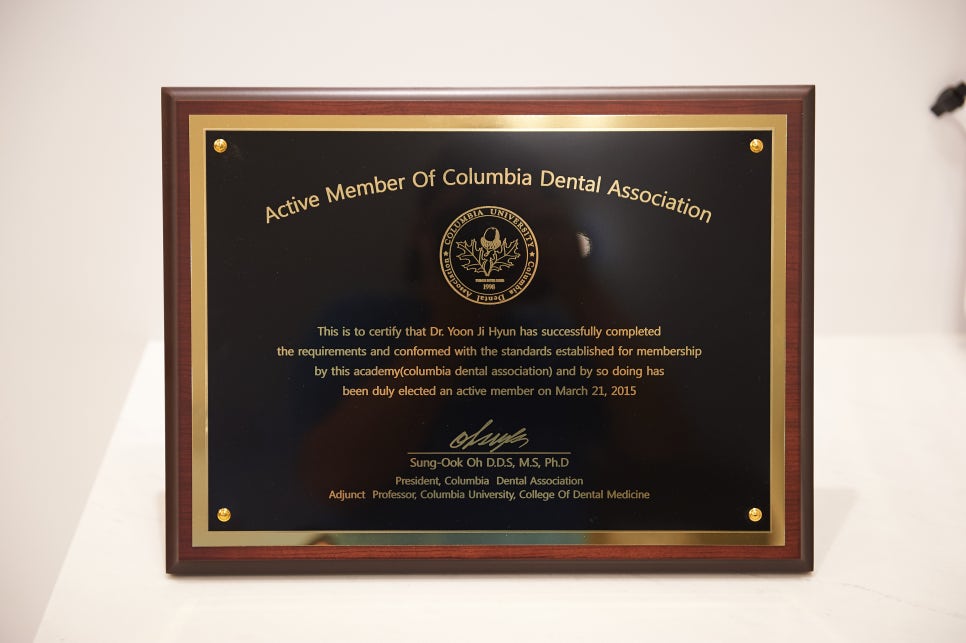 Active Member Of Columbia Dental Association
COLUMBIA UNIVERSITY
Columbia Dental Association
1998
This is to certify that Dr. Yoon Ji Hyun has successfully completed
the requirements and conformed with the standards established for membership
by this academy(columbia dental association) and by so doing has
been duly elected an active member on March 21, 2015
Sung-Ook Oh D.D.S, M.S, Ph.D
President, Columbia Dental Association
Adjunct Professor, Columbia University, College Of Dental Medicine